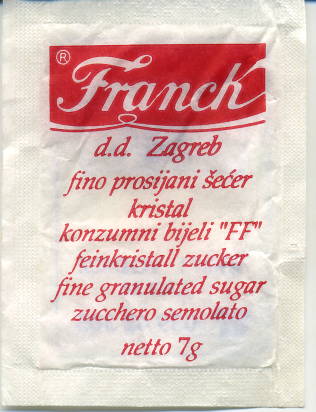 ®
Franck
d.d. Zagreb
fino prosijani šećer
kristal
konzumni bijeli "FF"
feinkristall zucker
fine granulated sugar
zucchero semolato
netto 7g